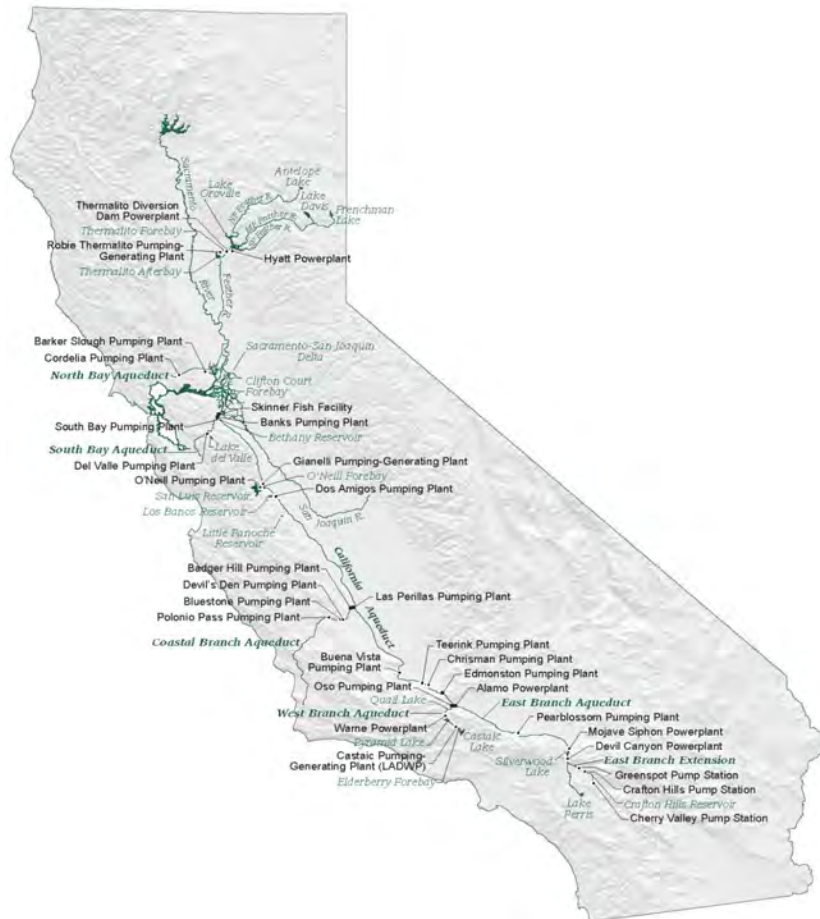 Sacramento
River
Lake
Oroville
Antelope
Lake
Lake
Davis
Frenchman
Lake
NF Feather R.
MF Feather R.
SF Feather R.
Thermalito Diversion
Dam Powerplant
Thermalito Forebay
Robie Thermalito Pumping-
Generating Plant
Thermalito Afterbay
Hyatt Powerplant
Feather R.
Barker Slough Pumping Plant
Cordelia Pumping Plant
North Bay Aqueduct
Sacramento-San Joaquin
Delta
Clifton Court
Forebay
Skinner Fish Facility
Banks Pumping Plant
Bethany Reservoir
South Bay Pumping Plant
South Bay Aqueduct
Lake
del Valle
Del Valle Pumping Plant
Gianelli Pumping-Generating Plant
O'Neill Forebay
O'Neill Pumping Plant
Dos Amigos Pumping Plant
San Luis Reservoir
Los Banos Reservoir
San
Joaquin R.
Little Panoche
Reservoir
California
Aqueduct
Badger Hill Pumping Plant
Devil's Den Pumping Plant
Bluestone Pumping Plant
Polonio Pass Pumping Plant
Las Perillas Pumping Plant
Coastal Branch Aqueduct
Buena Vista
Pumping Plant
Teerink Pumping Plant
Chrisman Pumping Plant
Edmonston Pumping Plant
Alamo Powerplant
Oso Pumping Plant
Quail Lake
East Branch Aqueduct
West Branch Aqueduct
Warne Powerplant
Pyramid Lake
Castaic
Lake
Castaic Pumping-
Generating Plant (LADWP)
Elderberry Forebay
Pearblossom Pumping Plant
Mojave Siphon Powerplant
Devil Canyon Powerplant
Silverwood
Lake
East Branch Extension
Greenspot Pump Station
Crafton Hills Pump Station
Crafton Hills Reservoir
Cherry Valley Pump Station
Lake
Perris